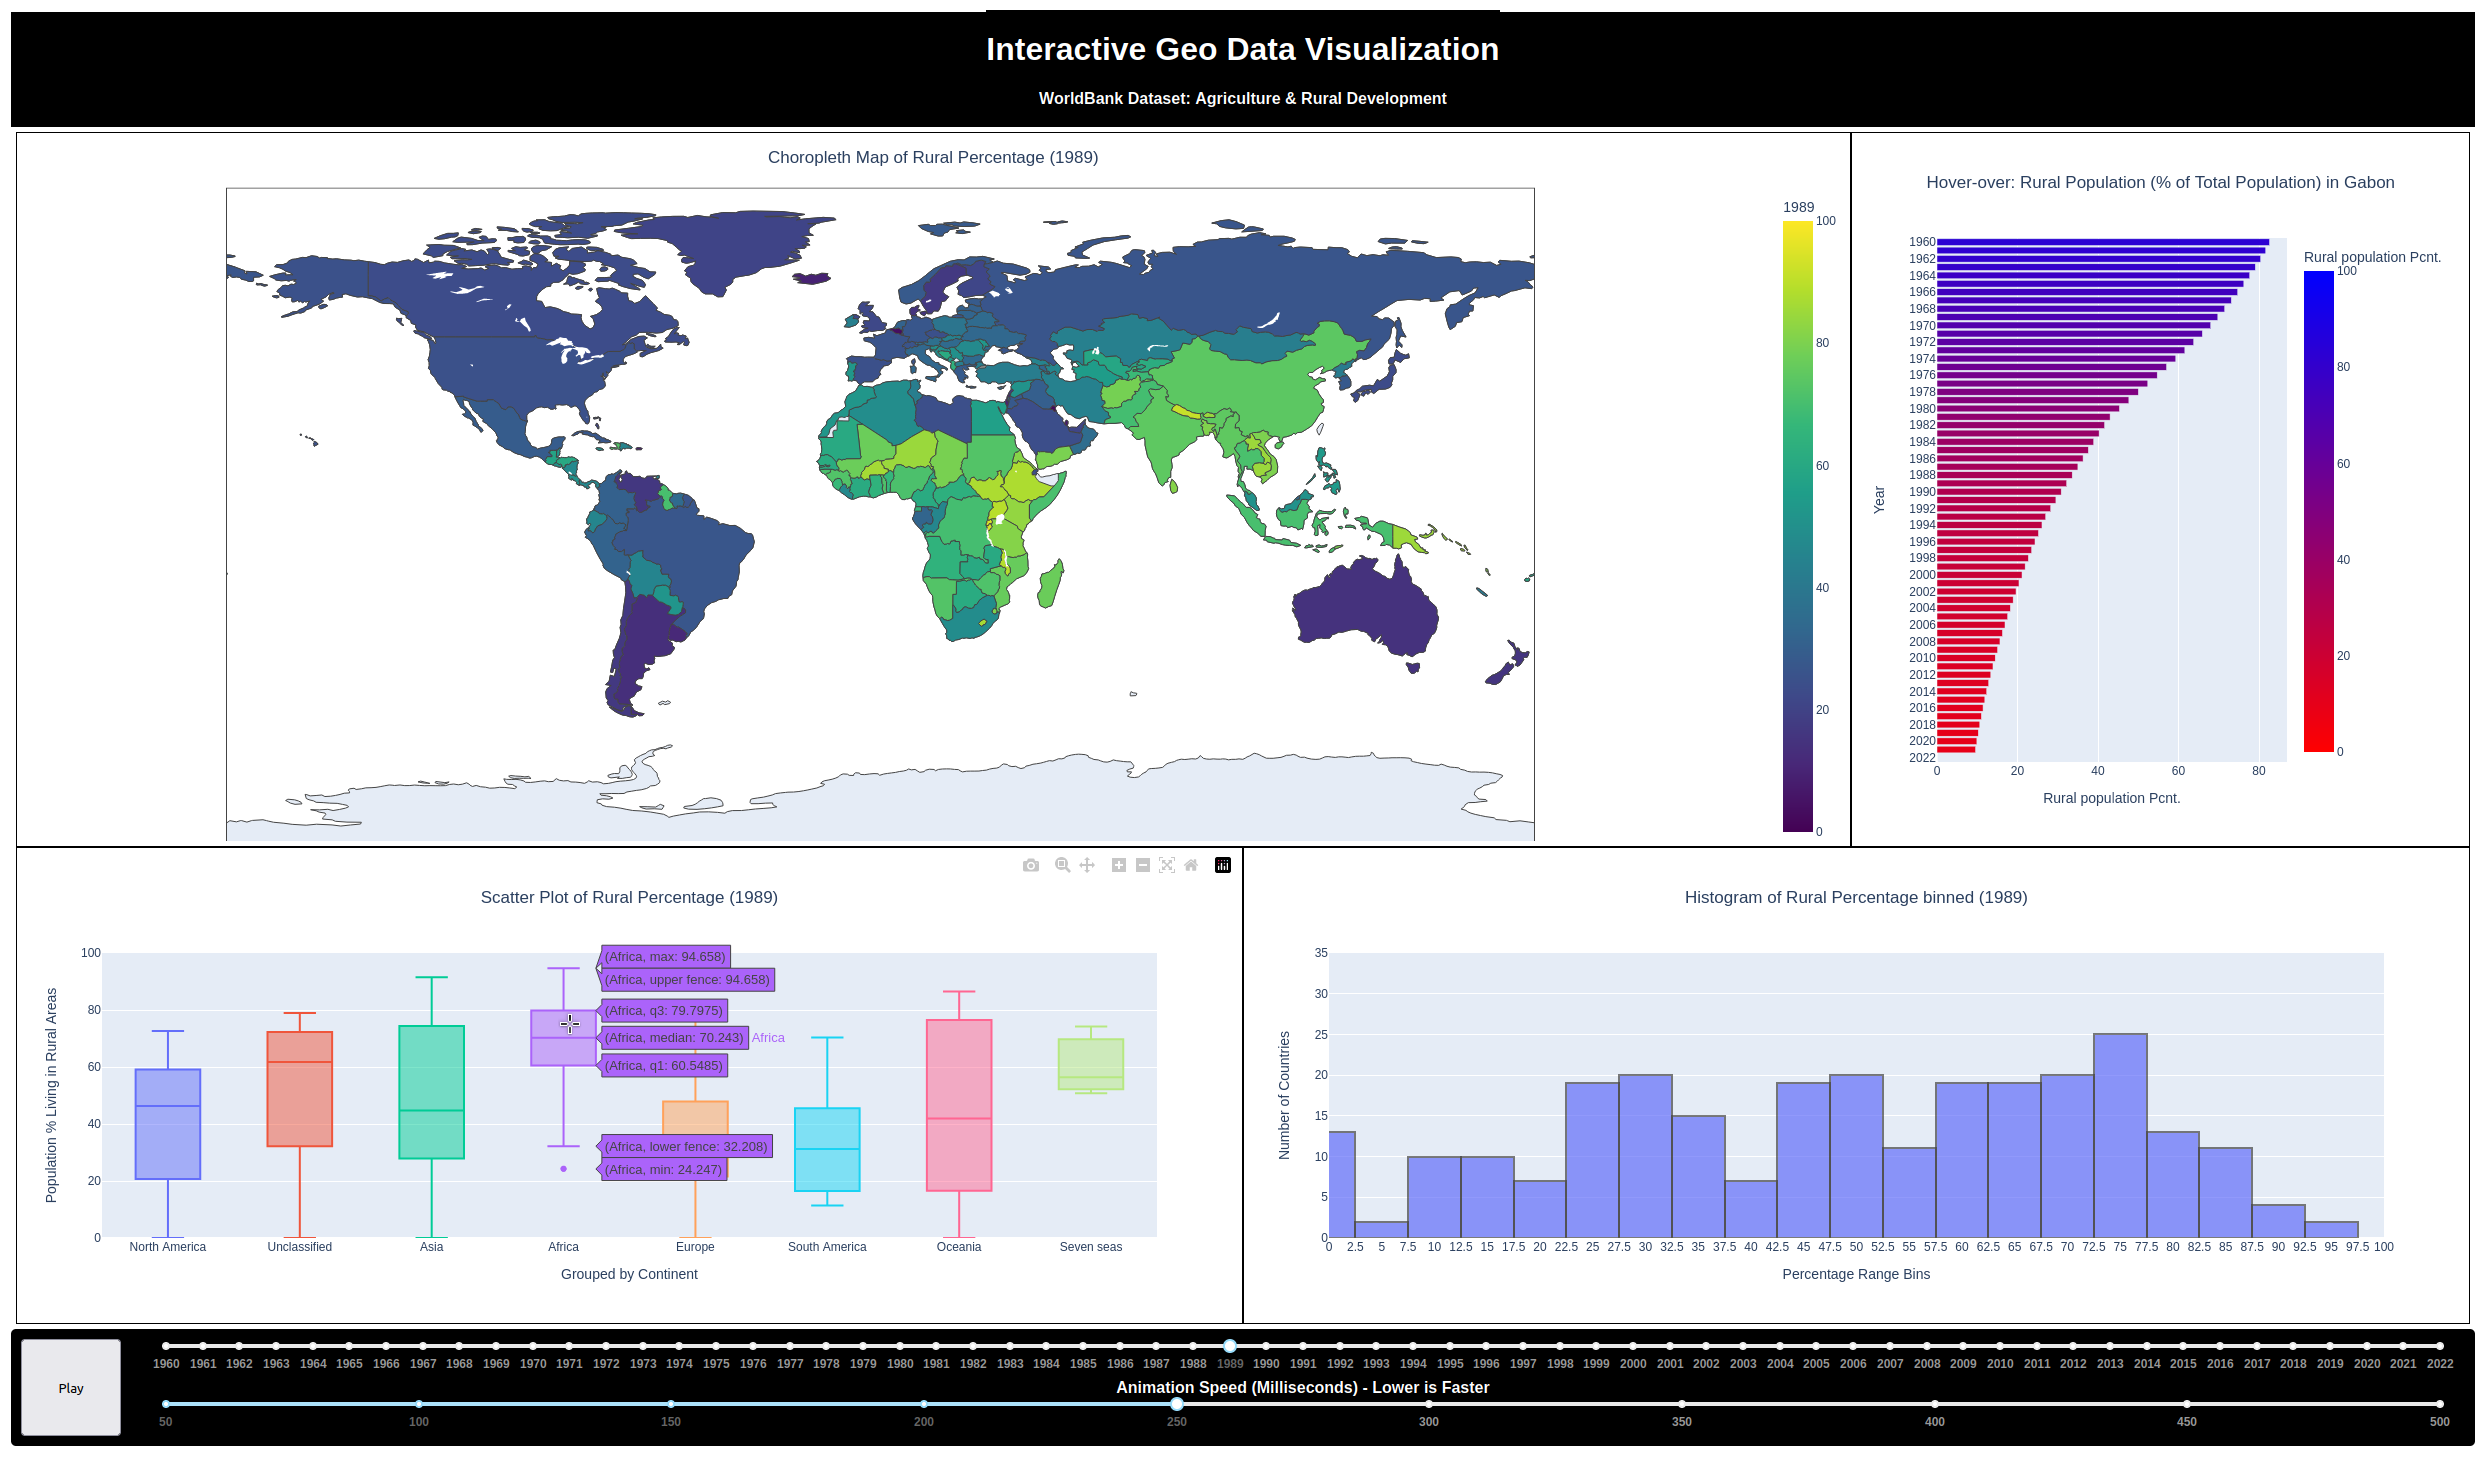 Interactive Geo Data Visualization
WorldBank Dataset: Agriculture & Rural Development
Choropleth Map of Rural Percentage (1989)
1989
100
80
60
40
20
0
Hover-over: Rural Population (% of Total Population) in Gabon
Year
1960
1962
1964
1966
1968
1970
1972
1974
1976
1978
1980
1982
1984
1986
1988
1990
1992
1994
1996
1998
2000
2002
2004
2006
2008
2010
2012
2014
2016
2018
2020
2022
0 20 40 60 80
Rural population Pcnt.
Rural population Pcnt.
100
80
60
40
20
0
Scatter Plot of Rural Percentage (1989)
Population % Living in Rural Areas
100
80
60
40
20
0
(Africa, max: 94.658)
(Africa, upper fence: 94.658)
(Africa, q3: 79.7975)
(Africa, median: 70.243) Africa
(Africa, q1: 60.5485)
(Africa, lower fence: 32.208)
(Africa, min: 24.247)
North America Unclassified Asia Africa Europe South America Oceania Seven seas
Grouped by Continent
Histogram of Rural Percentage binned (1989)
Number of Countries
35
30
25
20
15
10
5
0
0 2.5 5 7.5 10 12.5 15 17.5 20 22.5 25 27.5 30 32.5 35 37.5 40 42.5 45 47.5 50 52.5 55 57.5 60 62.5 65 67.5 70 72.5 75 77.5 80 82.5 85 87.5 90 92.5 95 97.5 100
Percentage Range Bins
Play
1960 1961 1962 1963 1964 1965 1966 1967 1968 1969 1970 1971 1972 1973 1974 1975 1976 1977 1978 1979 1980 1981 1982 1983 1984 1985 1986 1987 1988 1989 1990 1991 1992 1993 1994 1995 1996 1997 1998 1999 2000 2001 2002 2003 2004 2005 2006 2007 2008 2009 2010 2011 2012 2013 2014 2015 2016 2017 2018 2019 2020 2021 2022
Animation Speed (Milliseconds) - Lower is Faster
50 100 150 200 250 300 350 400 450 500